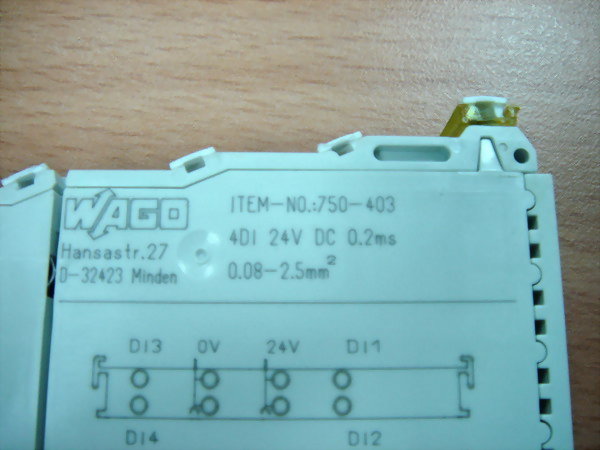 WAGO
Hansastr.27
D-32423 Minden
ITEM-NO.:750-403
4DI 24V DC 0.2ms
0.08-2.5mm²
DI3 0V 24V DI1
DI4 DI2